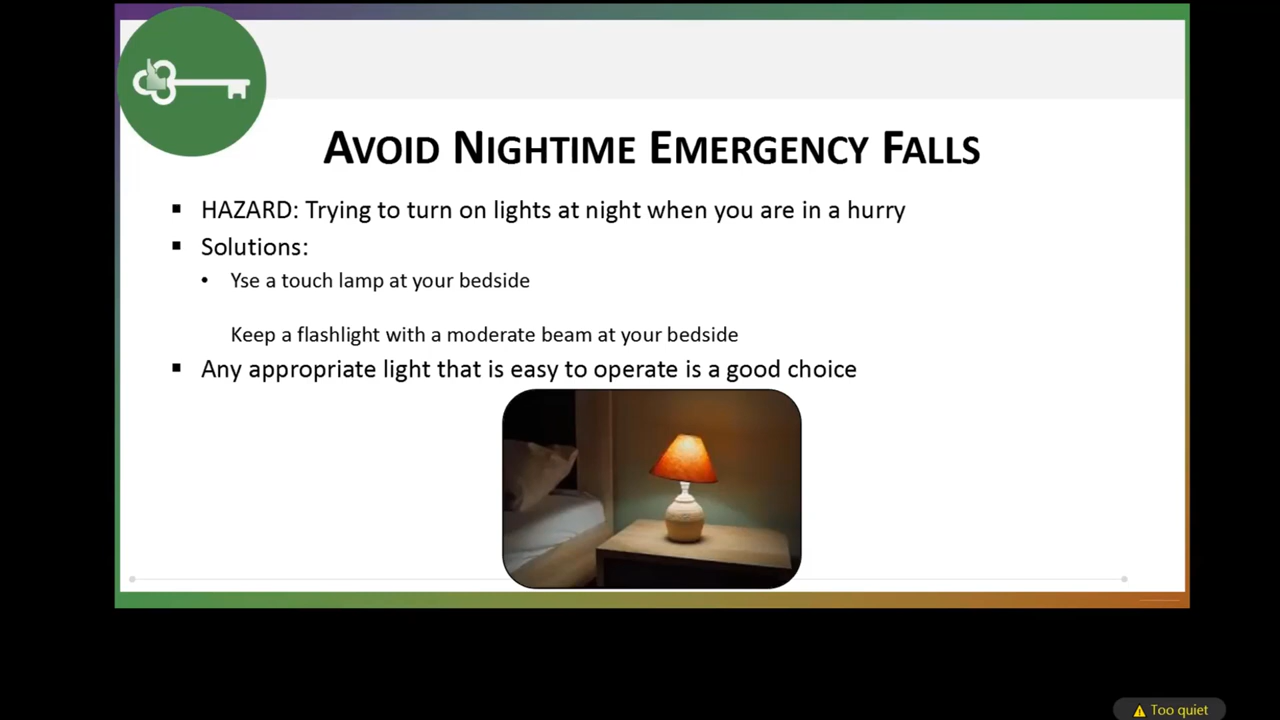 AVOID NIGHTIME EMERGENCY FALLS
HAZARD: Trying to turn on lights at night when you are in a hurry
Solutions:
Yse a touch lamp at your bedside
Keep a flashlight with a moderate beam at your bedside
Any appropriate light that is easy to operate is a good choice
Too quiet